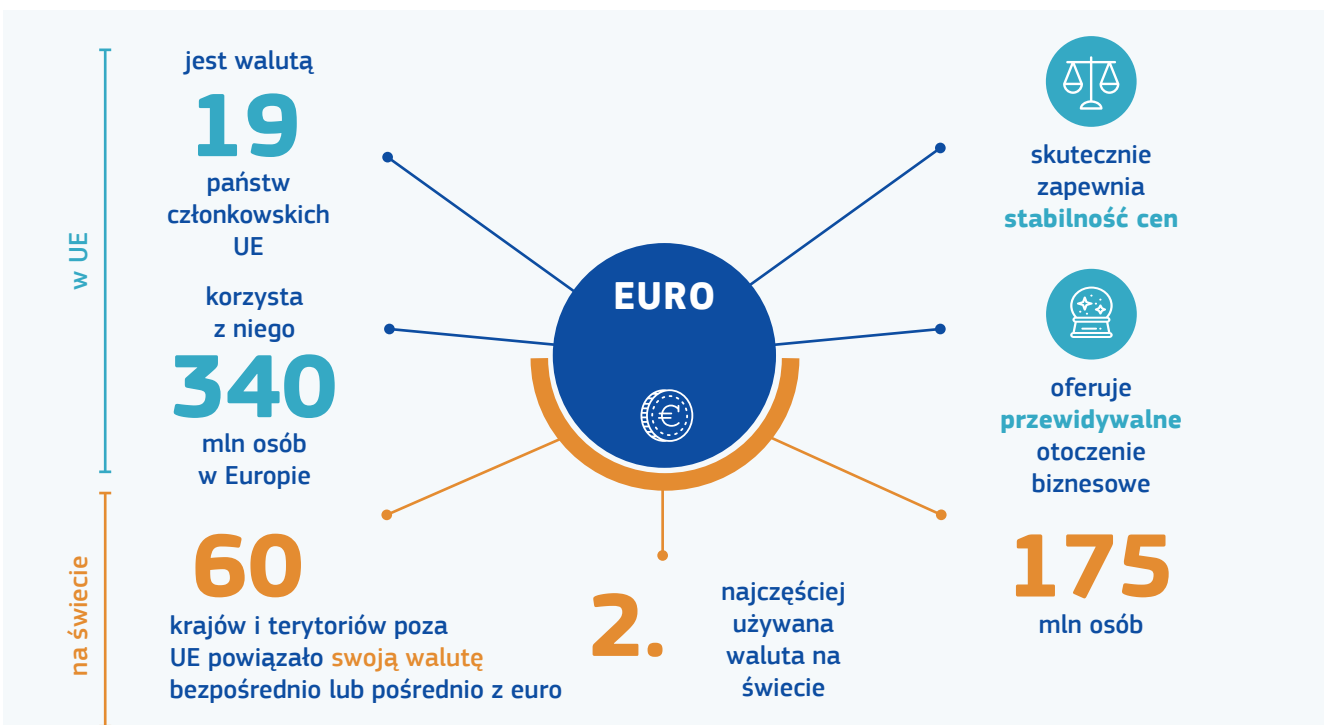 w UE
jest walutą
19
państw
członkowskich
UE
korzysta
z niego
340
mln osób
w Europie
EURO
€
skutecznie
zapewnia
stabilność cen
oferuje
przewidywalne
otoczenie
biznesowe
na świecie
60
krajów i terytoriów poza
UE powiązało swoją walutę
bezpośrednio lub pośrednio z euro
2.
najczęściej
używana
waluta na
świecie
175
mln osób